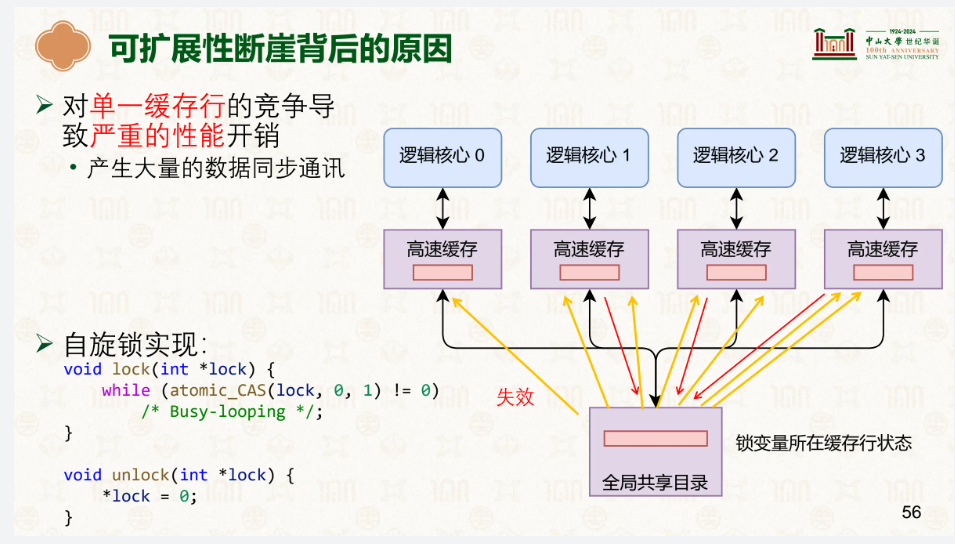 可扩展性断崖背后的原因
1924-2024
中山大學 世纪华诞
100th ANNIVERSARY
SUN YAT-SEN UNIVERSITY
对单一缓存行的竞争导
致严重的性能开销
• 产生大量的数据同步通讯
逻辑核心 0
逻辑核心 1
逻辑核心 2
逻辑核心 3
高速缓存
高速缓存
高速缓存
高速缓存
自旋锁实现：
void lock(int *lock) {
    while (atomic_CAS(lock, 0, 1) != 0)
        /* Busy-looping */;
}
void unlock(int *lock) {
    *lock = 0;
}
失效
锁变量所在缓存行状态
全局共享目录
56